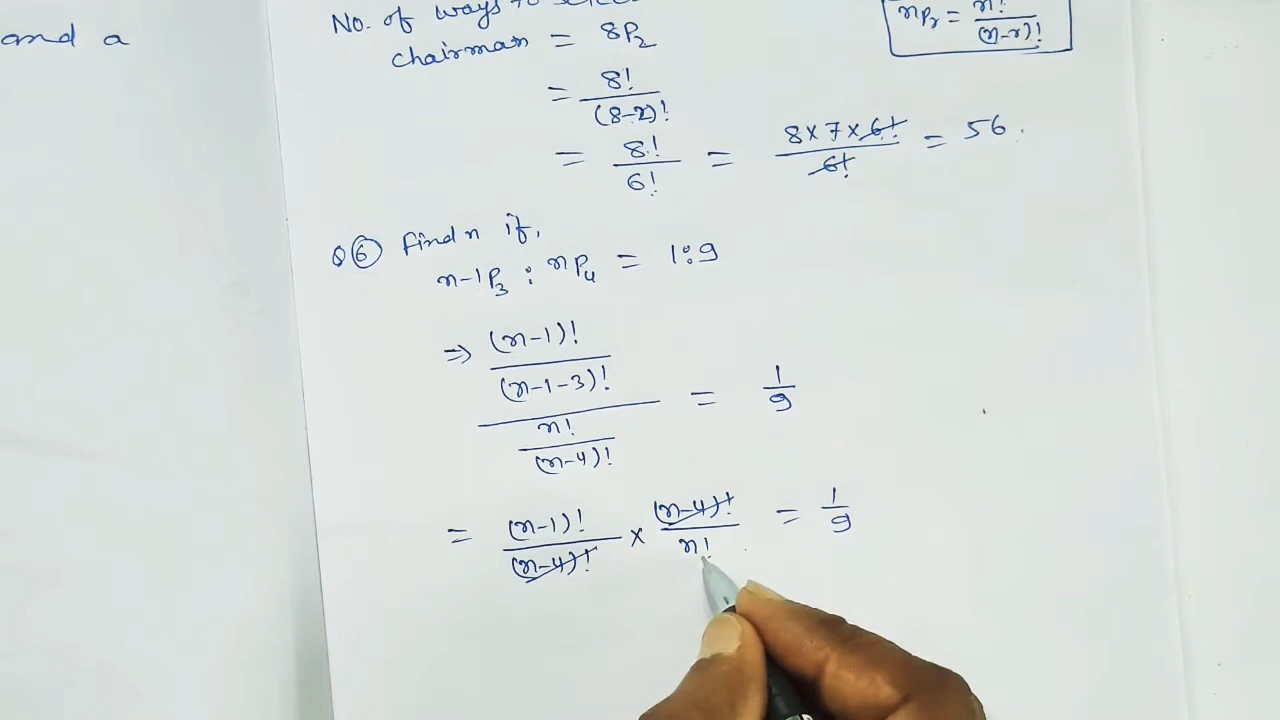 and a
No. of ways to
nPr = n!/(n-r)!
chairman = 8P2
= 8!/(8-2)!
= 8!/6! = 8×7×6!/6! = 56.
Q⑥ Find n if,
n-1P3 : nP4 = 1:9
⇒ (n-1)!/(n-1-3)! / n!/(n-4)! = 1/9
= (n-1)!/(n-4)! × (n-4)!/n! = 1/9